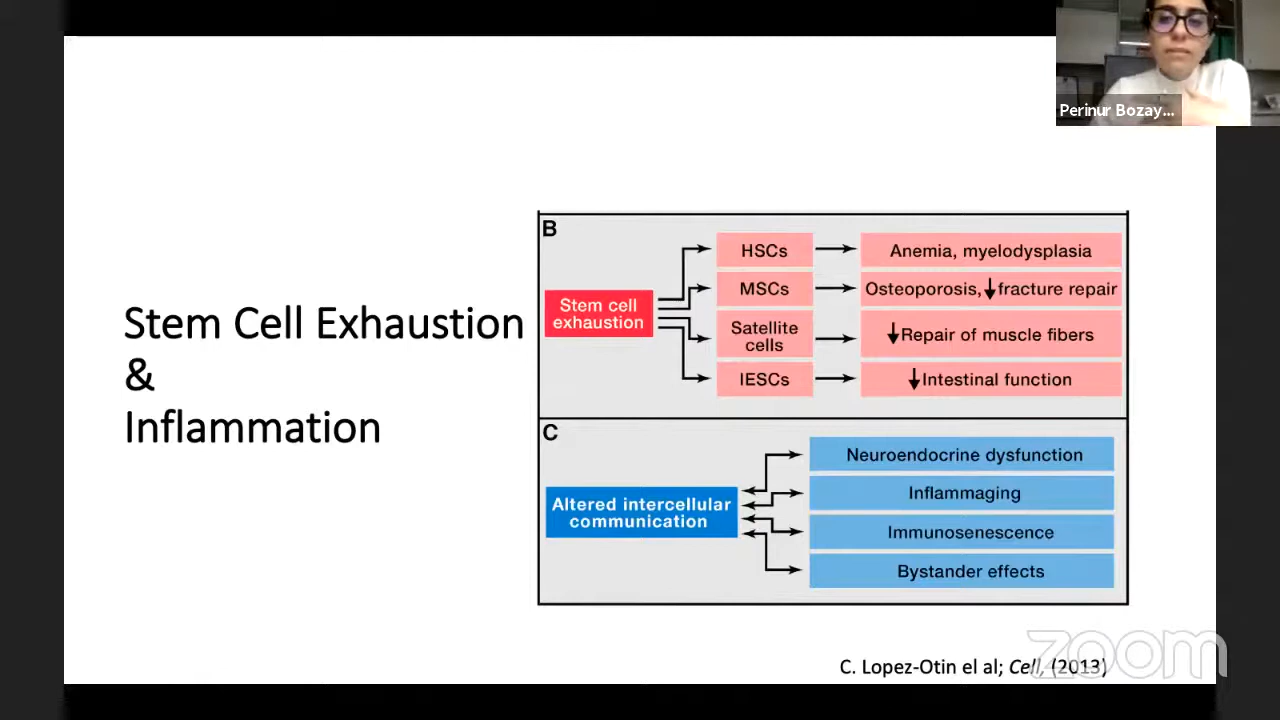 Perinur Bozay...
Stem Cell Exhaustion
&
Inflammation
B
Stem cell
exhaustion
HSCs
Anemia, myelodysplasia
MSCs
Osteoporosis, ↓fracture repair
Satellite
cells
↓Repair of muscle fibers
IESCs
↓Intestinal function
C
Altered intercellular
communication
Neuroendocrine dysfunction
Inflammaging
Immunosenescence
Bystander effects
C. Lopez-Otin el al; Cell, (2013)
zoom